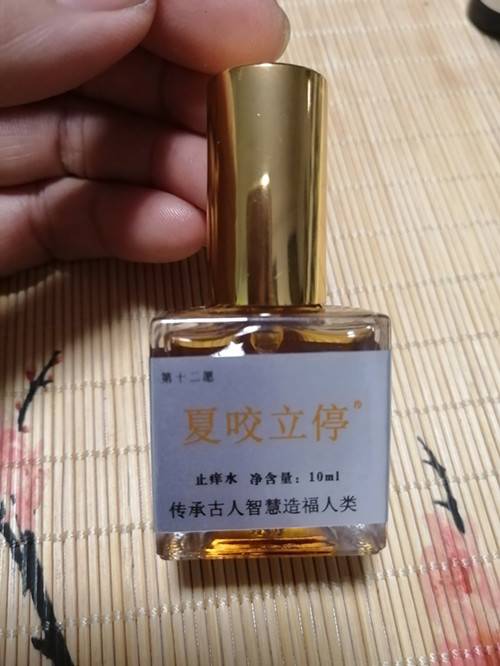 第十二愿
夏咬立停
止痒水 净含量：10ml
传承古人智慧造福人类